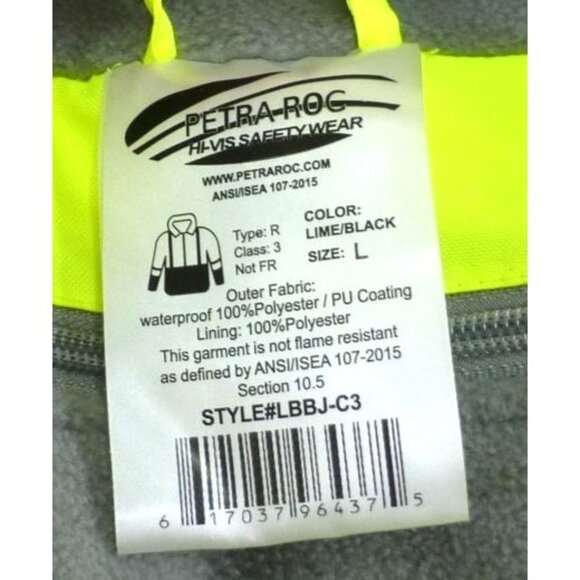 PETRA-ROC
HI-VIS SAFETY WEAR
WWW.PETRAROC.COM
ANSI/ISEA 107-2015
Type: R
Class: 3
Not FR
COLOR:
LIME/BLACK
SIZE: L
Outer Fabric:
waterproof 100%Polyester / PU Coating
Lining: 100%Polyester
This garment is not flame resistant
as defined by ANSI/ISEA 107-2015
Section 10.5
STYLE#LBBJ-C3
6 17037 96437 5